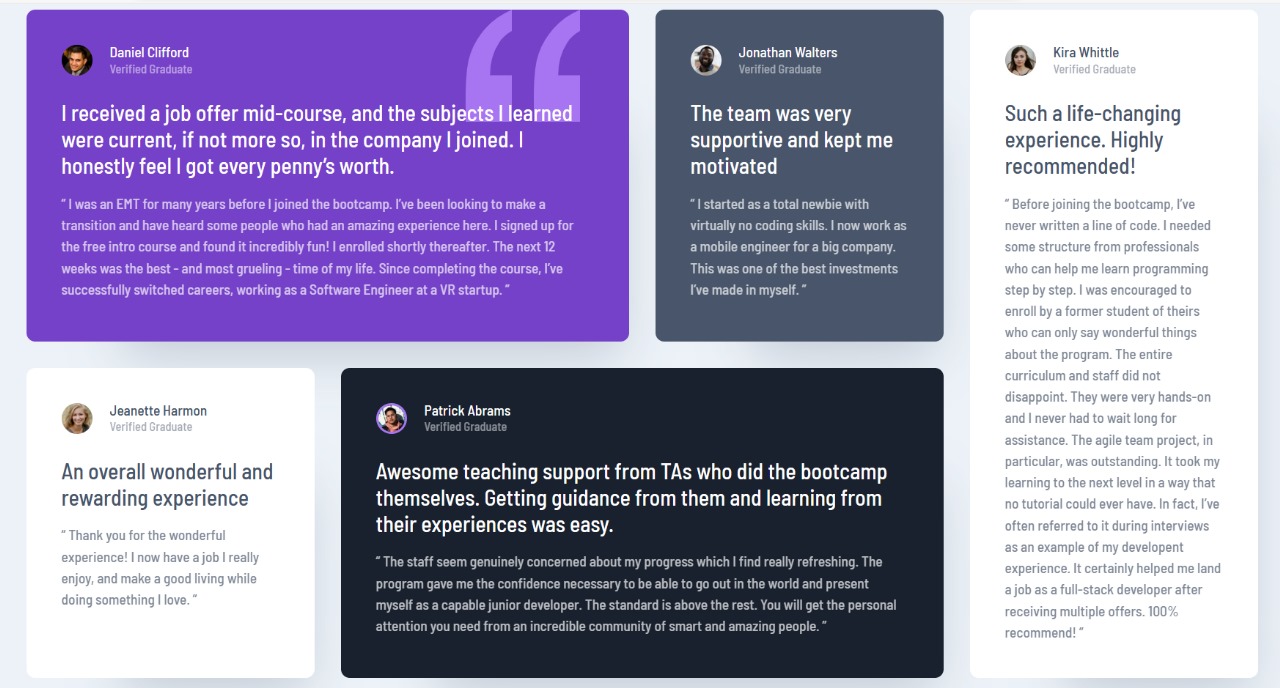 Daniel Clifford
Verified Graduate
I received a job offer mid-course, and the subjects I learned
were current, if not more so, in the company I joined. I
honestly feel I got every penny’s worth.
“ I was an EMT for many years before I joined the bootcamp. I’ve been looking to make a
transition and have heard some people who had an amazing experience here. I signed up for
the free intro course and found it incredibly fun! I enrolled shortly thereafter. The next 12
weeks was the best - and most grueling - time of my life. Since completing the course, I’ve
successfully switched careers, working as a Software Engineer at a VR startup. ”
Jonathan Walters
Verified Graduate
The team was very
supportive and kept me
motivated
“ I started as a total newbie with
virtually no coding skills. I now work as
a mobile engineer for a big company.
This was one of the best investments
I’ve made in myself. ”
Kira Whittle
Verified Graduate
Such a life-changing
experience. Highly
recommended!
“ Before joining the bootcamp, I’ve
never written a line of code. I needed
some structure from professionals
who can help me learn programming
step by step. I was encouraged to
enroll by a former student of theirs
who can only say wonderful things
about the program. The entire
curriculum and staff did not
disappoint. They were very hands-on
and I never had to wait long for
assistance. The agile team project, in
particular, was outstanding. It took my
learning to the next level in a way that
no tutorial could ever have. In fact, I’ve
often referred to it during interviews
as an example of my developent
experience. It certainly helped me land
a job as a full-stack developer after
receiving multiple offers. 100%
recommend! ”
Jeanette Harmon
Verified Graduate
An overall wonderful and
rewarding experience
“ Thank you for the wonderful
experience! I now have a job I really
enjoy, and make a good living while
doing something I love. ”
Patrick Abrams
Verified Graduate
Awesome teaching support from TAs who did the bootcamp
themselves. Getting guidance from them and learning from
their experiences was easy.
“ The staff seem genuinely concerned about my progress which I find really refreshing. The
program gave me the confidence necessary to be able to go out in the world and present
myself as a capable junior developer. The standard is above the rest. You will get the personal
attention you need from an incredible community of smart and amazing people. ”